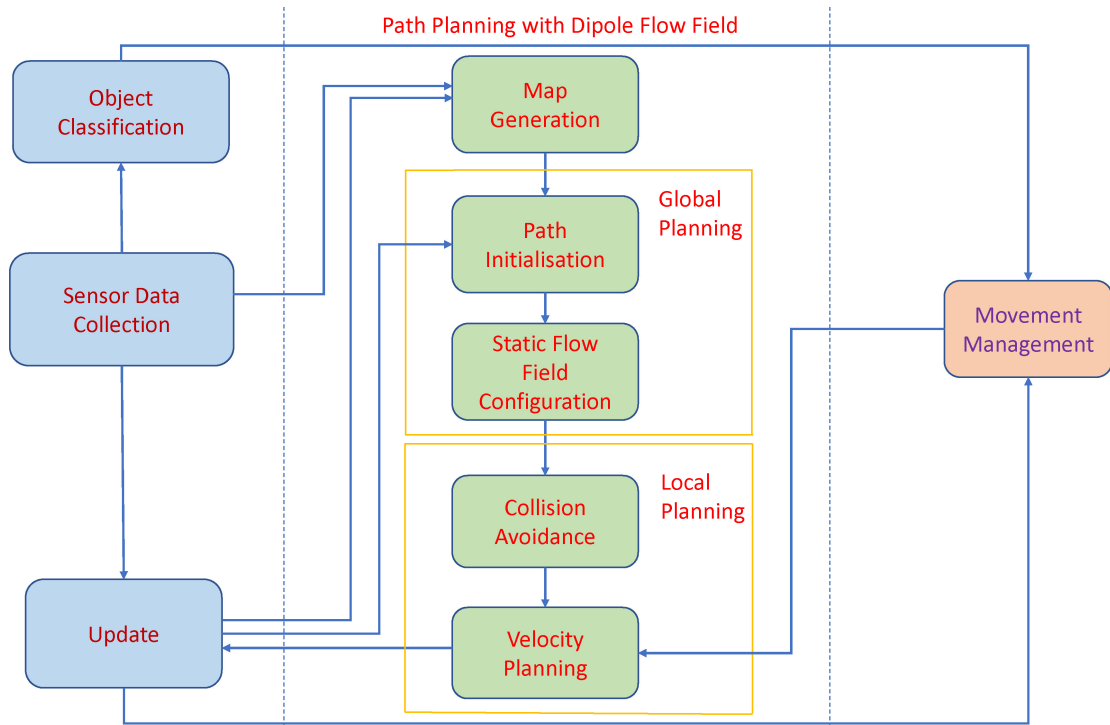 Path Planning with Dipole Flow Field
Object
Classification
Map
Generation
Global
Planning
Path
Initialisation
Sensor Data
Collection
Movement
Management
Static Flow
Field
Configuration
Local
Planning
Collision
Avoidance
Update
Velocity
Planning